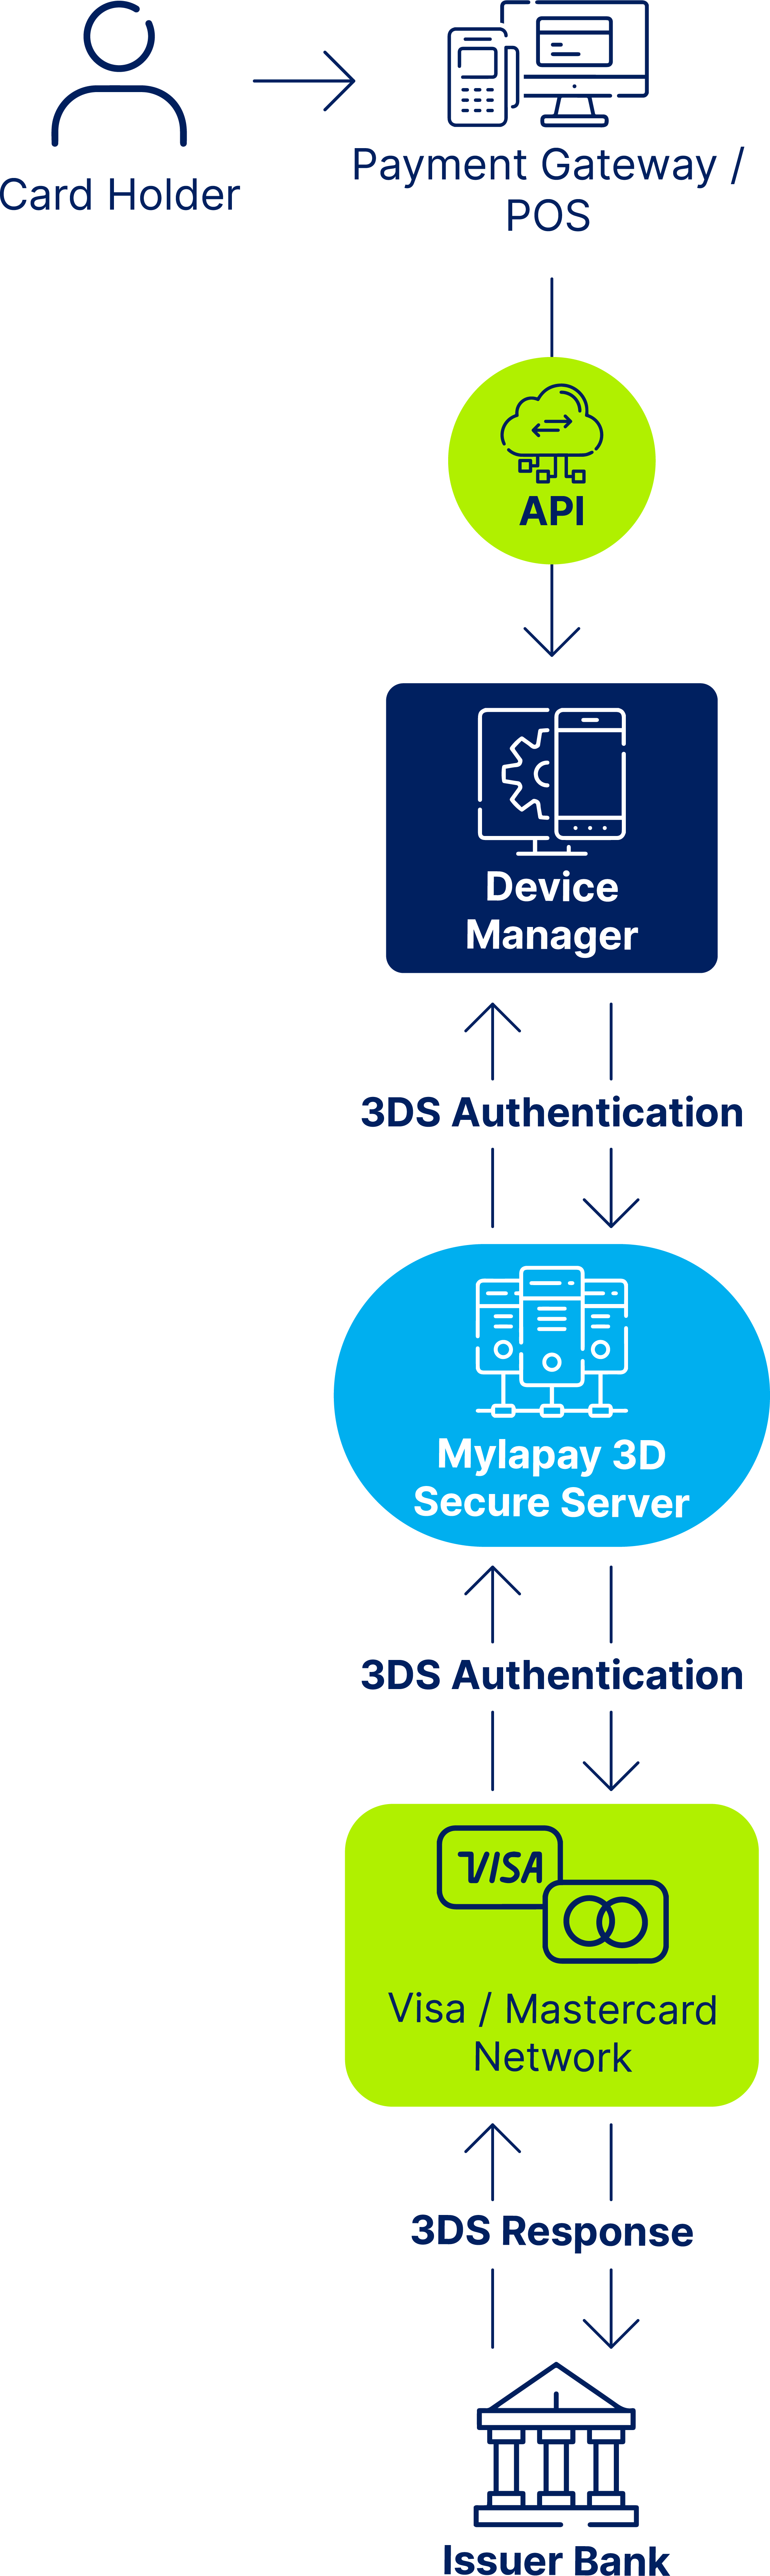 Card Holder
Payment Gateway /
POS
API
Device
Manager
3DS Authentication
Mylapay 3D
Secure Server
3DS Authentication
VISA
Visa / Mastercard
Network
3DS Response
Issuer Bank